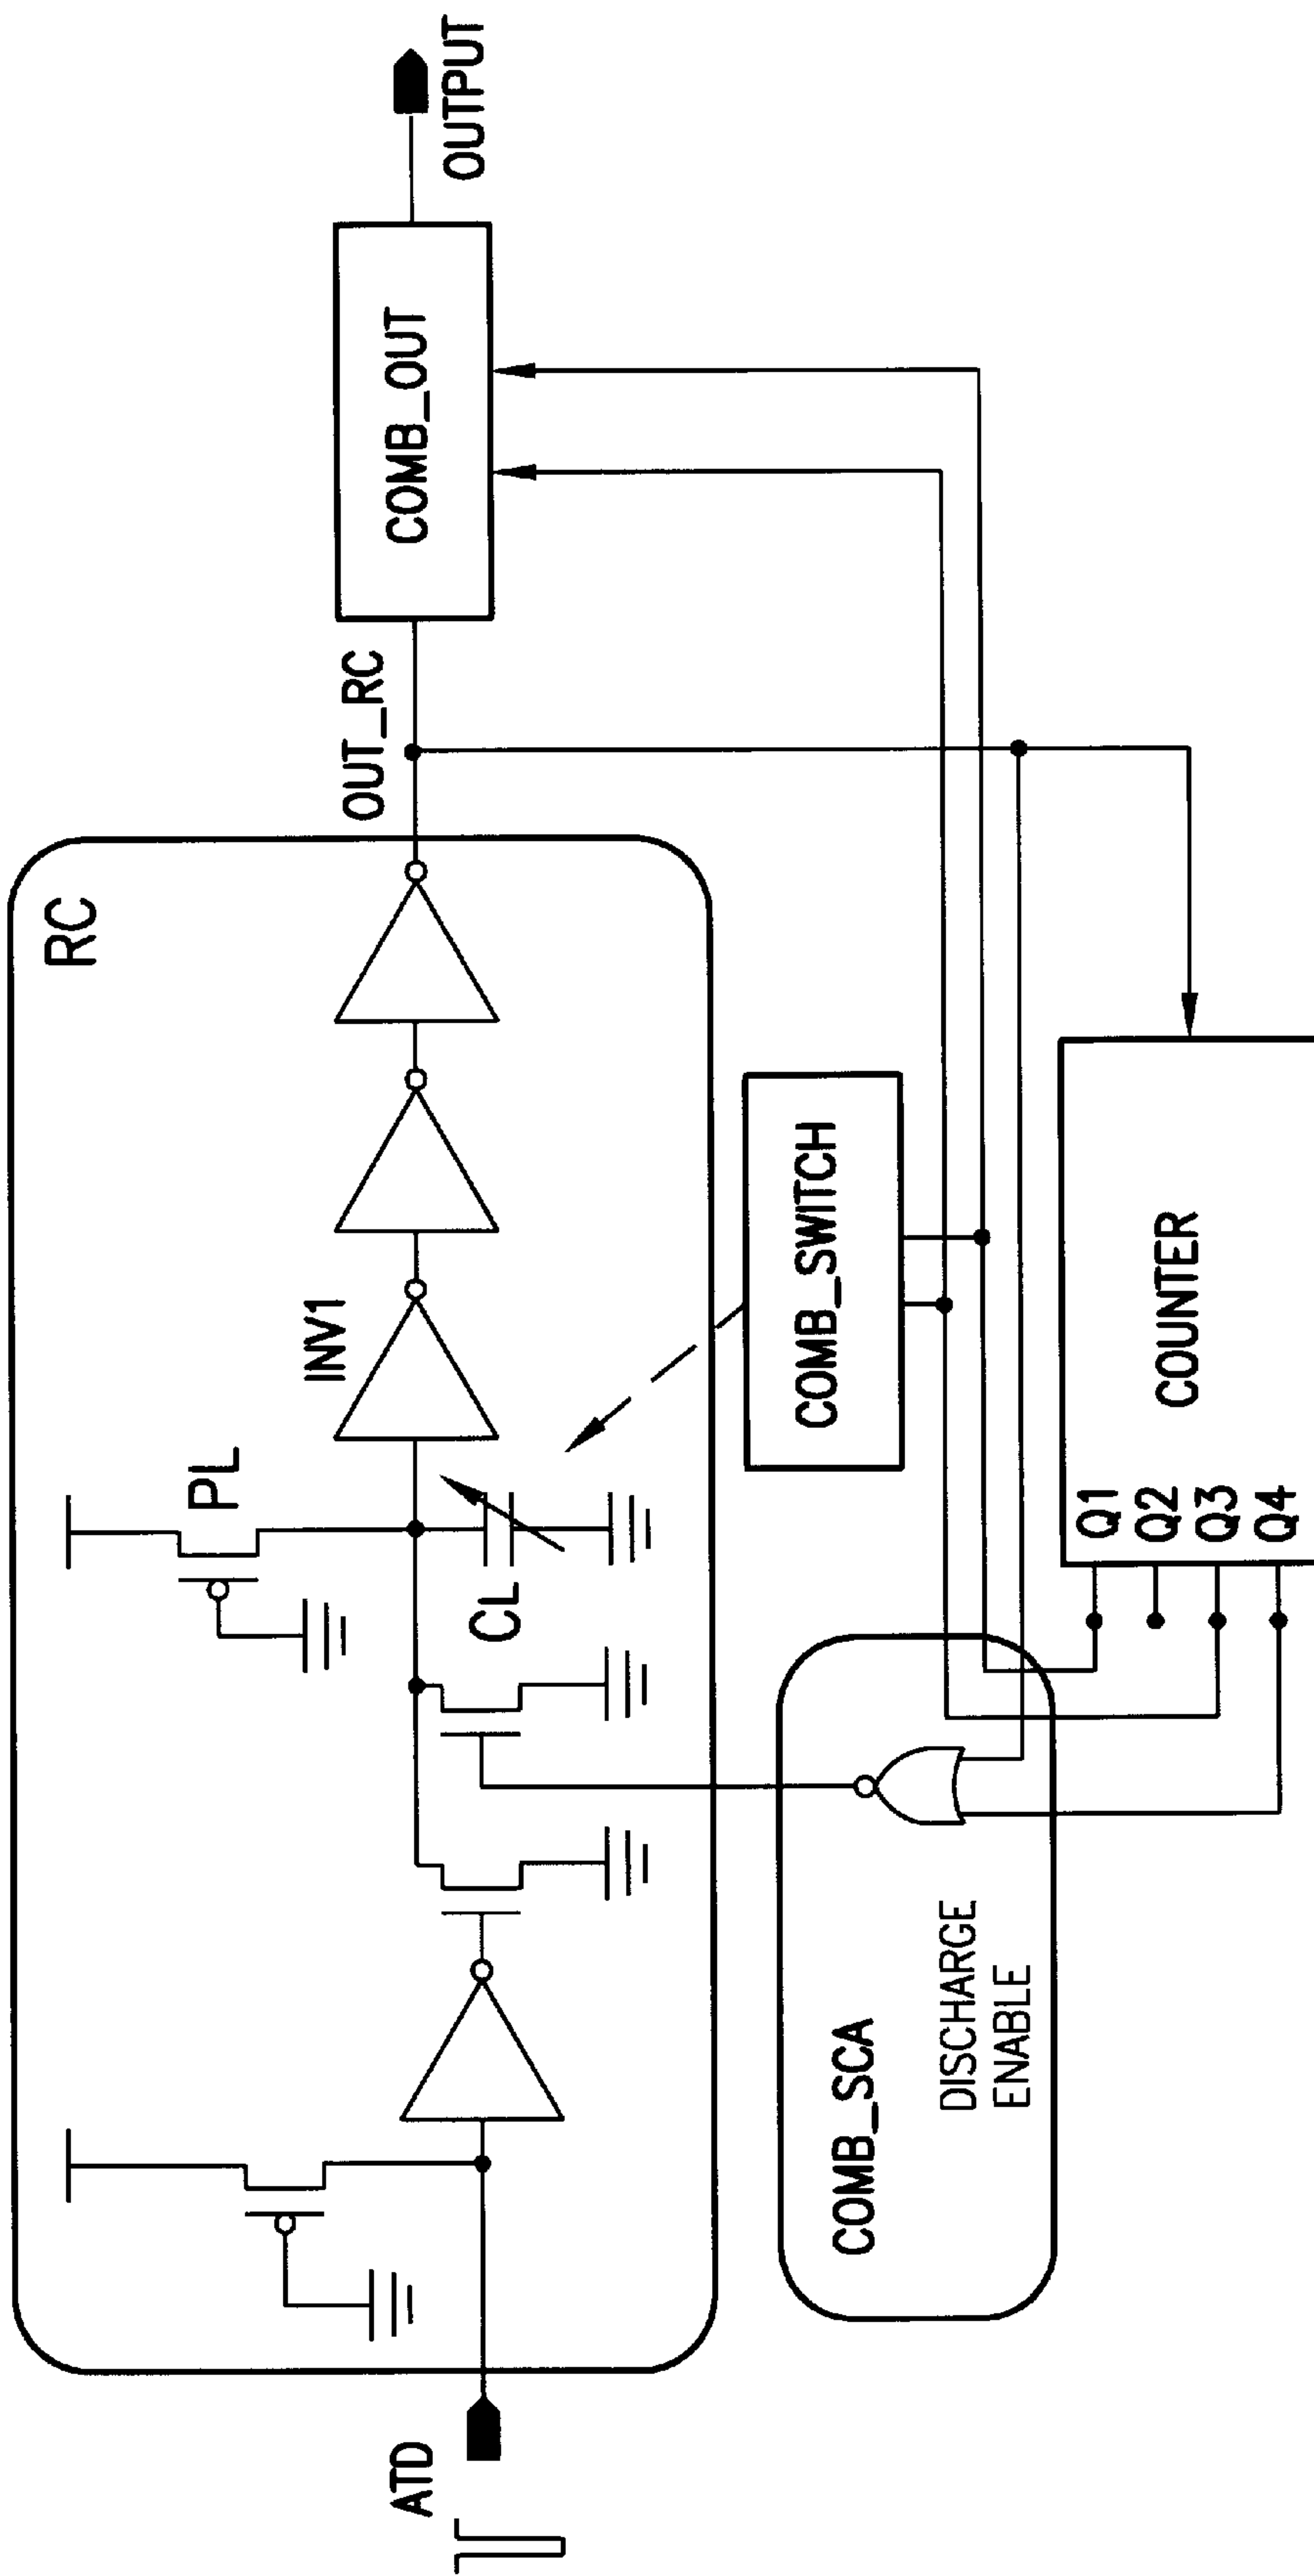 RC
PL
INV1
CL
OUT_RC
COMB_OUT
OUTPUT
ATD
COMB_SWITCH
COMB_SCA
DISCHARGE
ENABLE
Q1
Q2
Q3
Q4
COUNTER